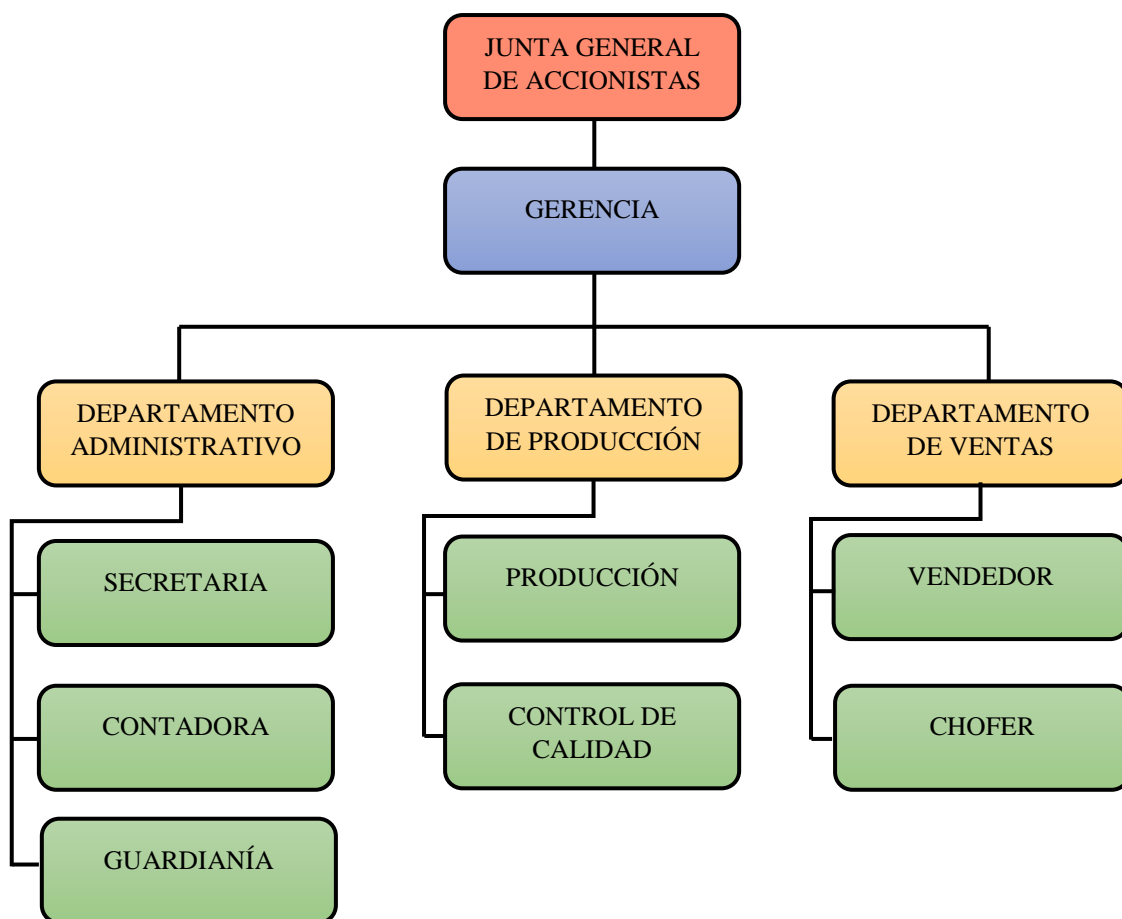 JUNTA GENERAL
DE ACCIONISTAS
GERENCIA
DEPARTAMENTO
ADMINISTRATIVO
DEPARTAMENTO
DE PRODUCCIÓN
DEPARTAMENTO
DE VENTAS
SECRETARIA
PRODUCCIÓN
VENDEDOR
CONTADORA
CONTROL DE
CALIDAD
CHOFER
GUARDIANÍA